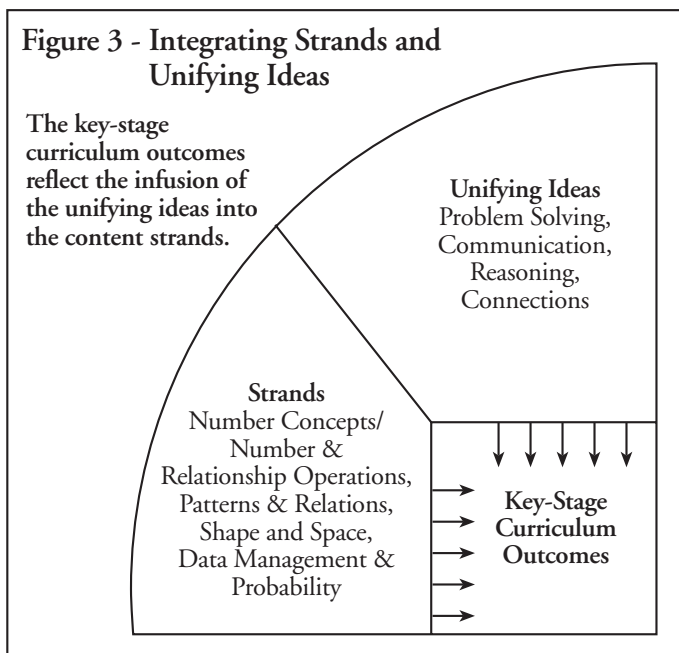 Figure 3 - Integrating Strands and
Unifying Ideas
The key-stage
curriculum outcomes
reflect the infusion of
the unifying ideas into
the content strands.
Unifying Ideas
Problem Solving,
Communication,
Reasoning,
Connections
Strands
Number Concepts/
Number &
Relationship Operations,
Patterns & Relations,
Shape and Space,
Data Management &
Probability
Key-Stage
Curriculum
Outcomes